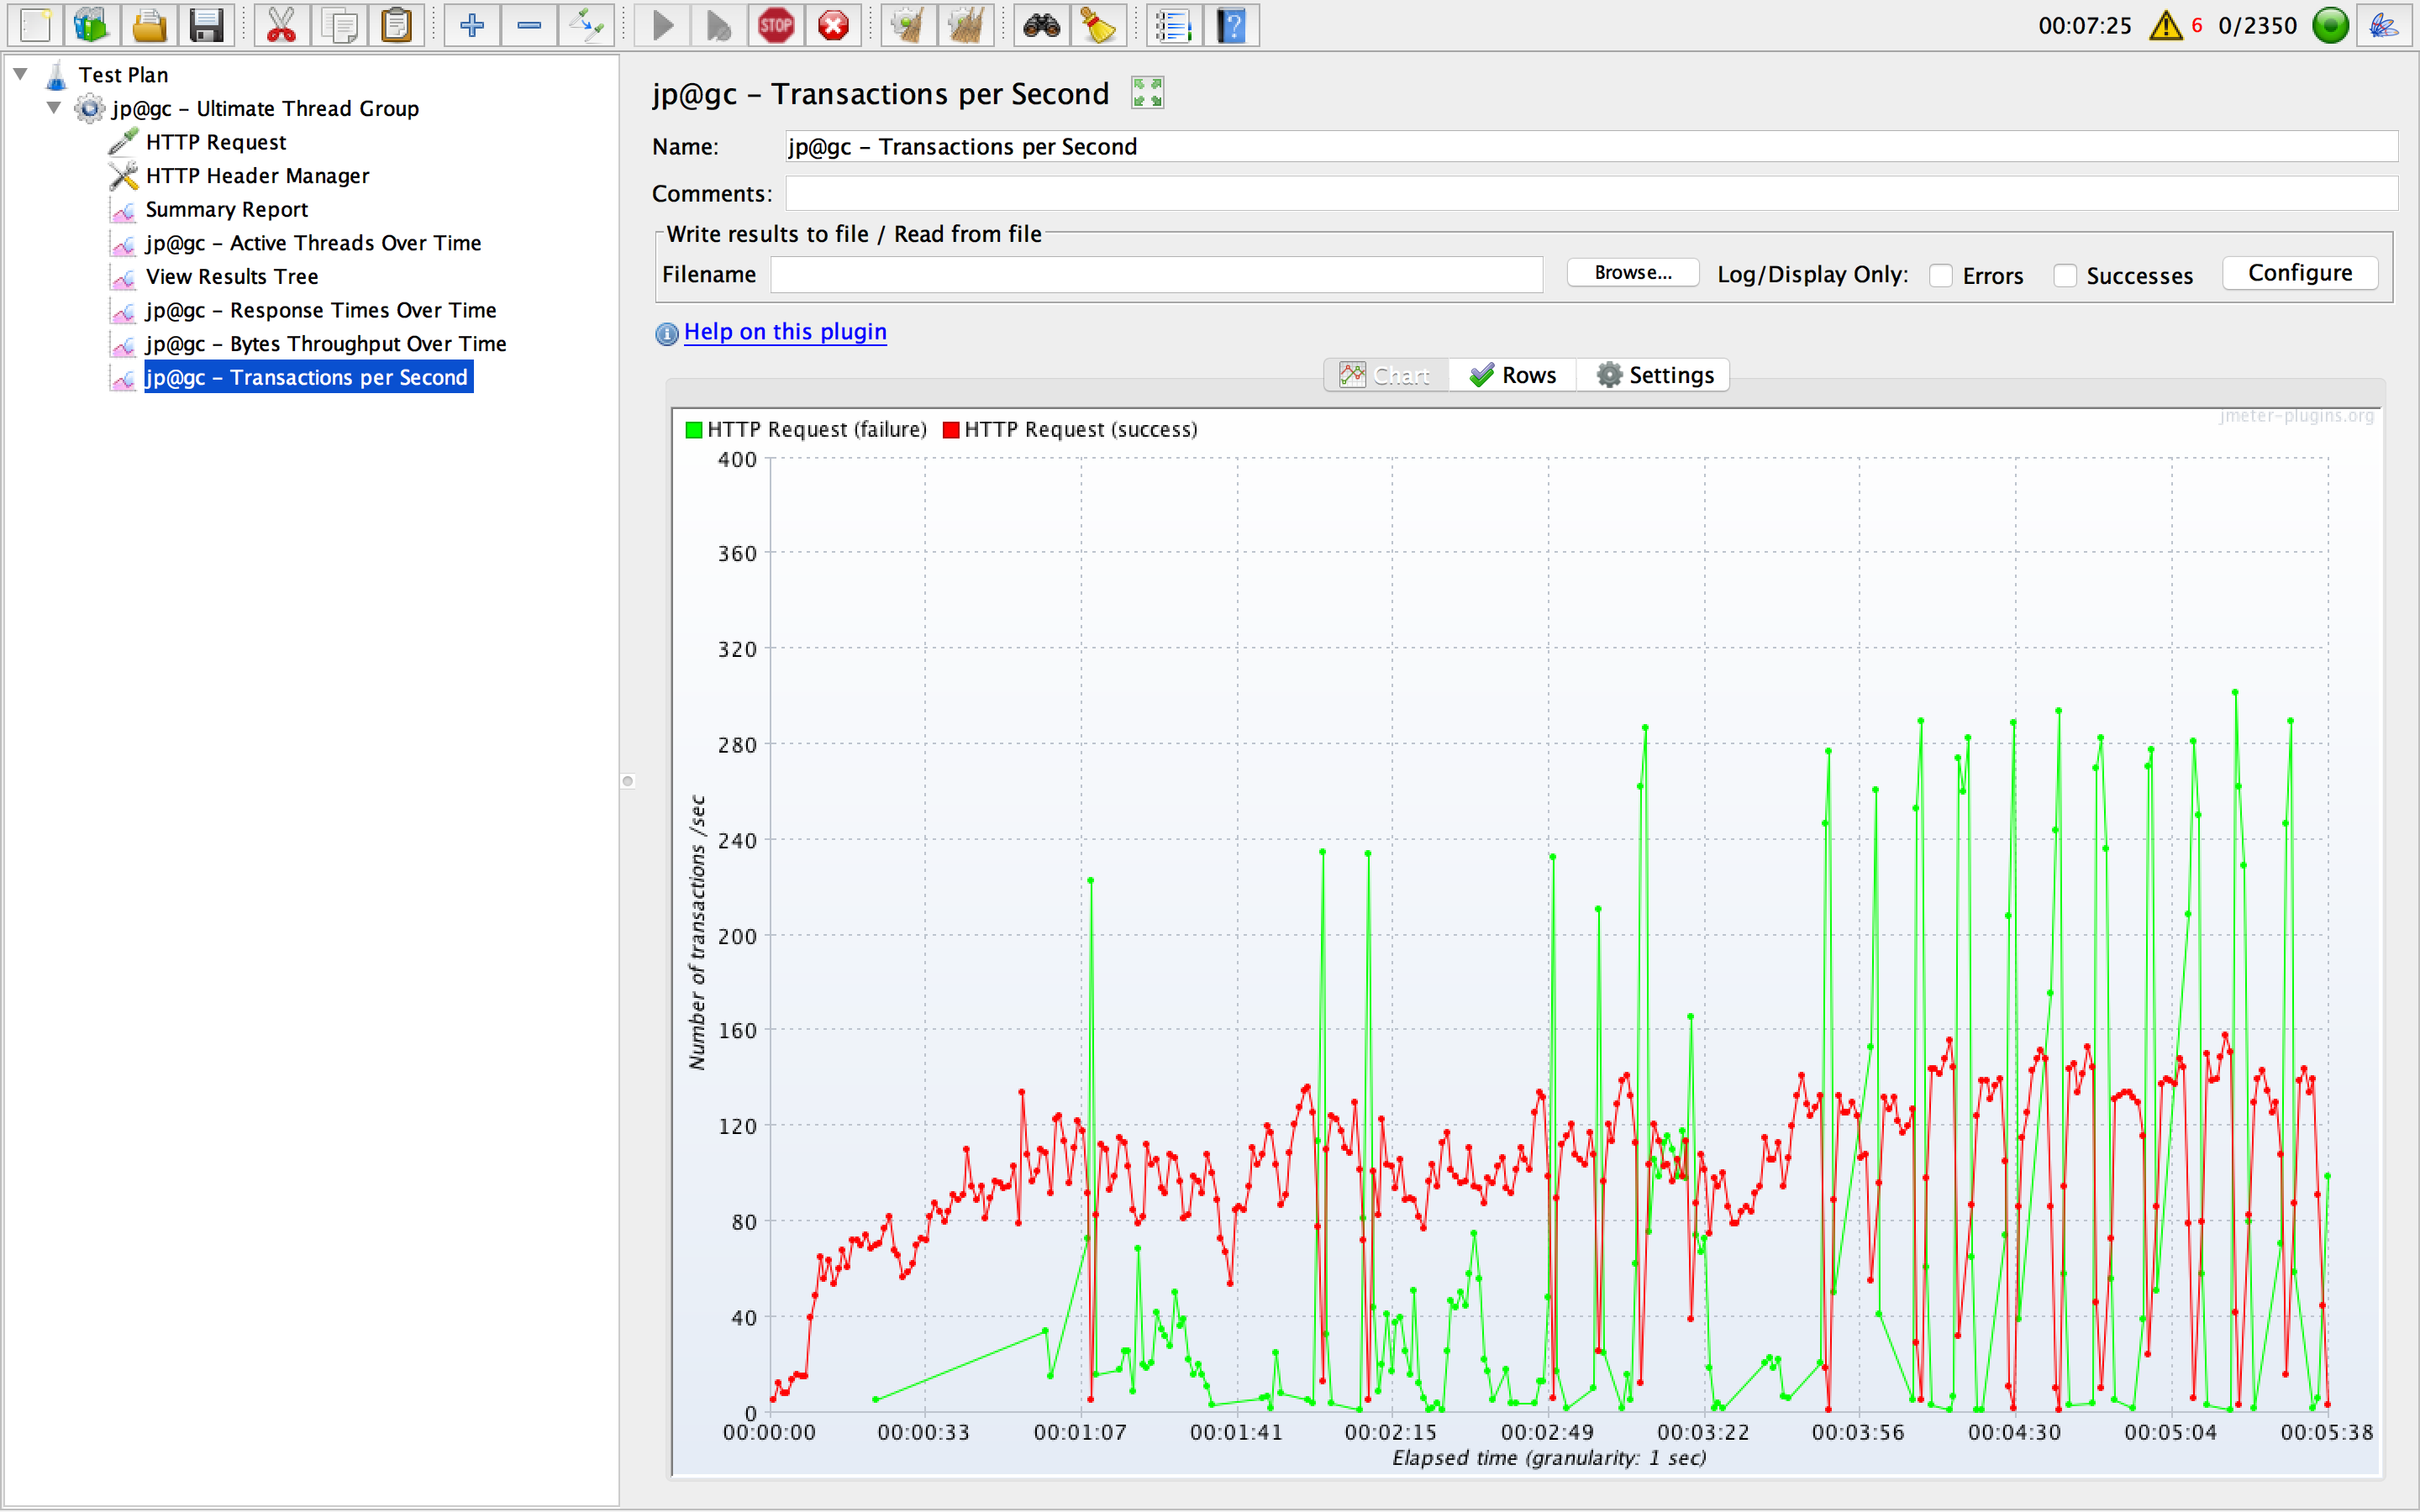 STOP
00:07:25 6 0/2350
Test Plan
jp@gc – Ultimate Thread Group
HTTP Request
HTTP Header Manager
Summary Report
jp@gc – Active Threads Over Time
View Results Tree
jp@gc – Response Times Over Time
jp@gc – Bytes Throughput Over Time
jp@gc – Transactions per Second
jp@gc – Transactions per Second
Name: jp@gc – Transactions per Second
Comments:
Write results to file / Read from file
Filename Browse... Log/Display Only: Errors Successes Configure
Help on this plugin
Chart Rows Settings
jmeter-plugins.org
HTTP Request (failure) HTTP Request (success)
400
360
320
280
240
200
160
120
80
40
0
Number of transactions /sec
00:00:00 00:00:33 00:01:07 00:01:41 00:02:15 00:02:49 00:03:22 00:03:56 00:04:30 00:05:04 00:05:38
Elapsed time (granularity: 1 sec)